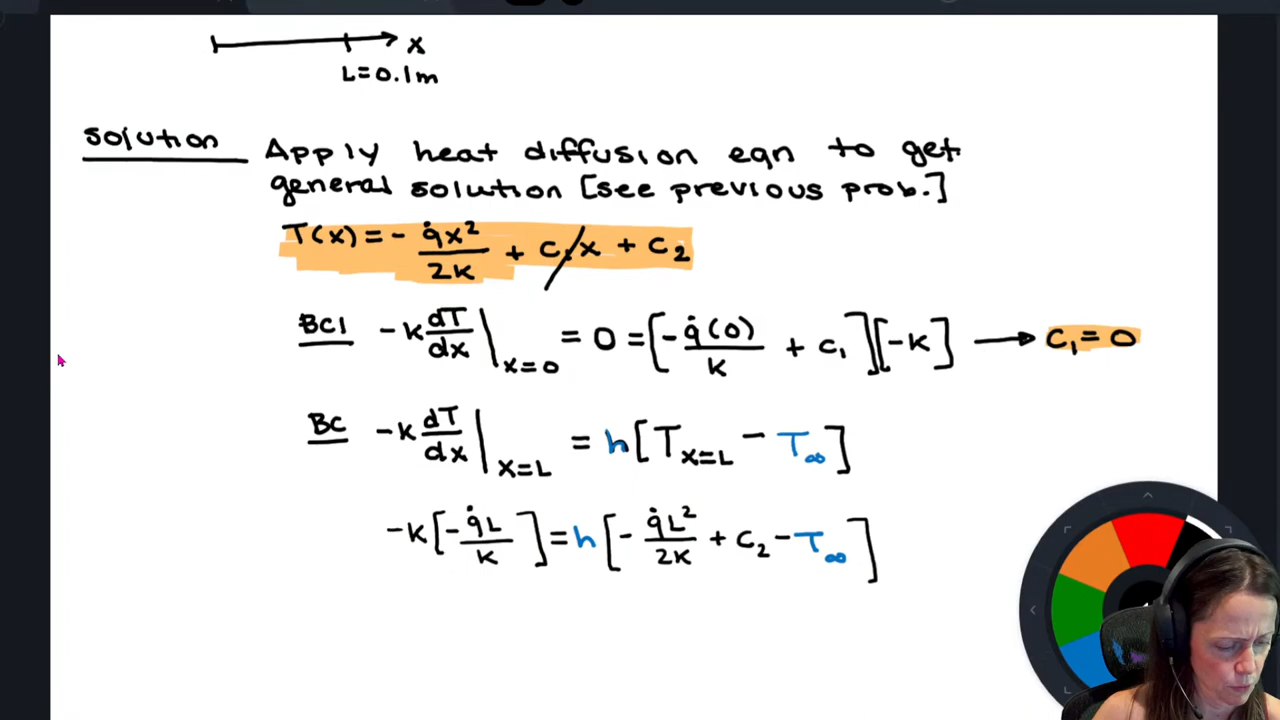 x
L=0.1m
solution Apply heat diffusion eqn to get
general solution [see previous prob.]
T(x) = - q̇x²/2k + c₁x + c₂
BC1 -k dT/dx |x=0 = 0 = [- q̇(0)/k + c₁][-k] → c₁ = 0
BC -k dT/dx |x=L = h[Tx=L - T∞]
-k[- q̇L/k] = h[- q̇L²/2k + c₂ - T∞]